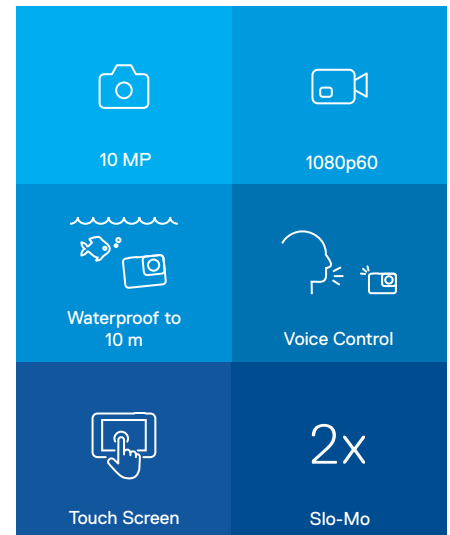 10 MP
1080p60
Waterproof to
10 m
Voice Control
Touch Screen
2x
Slo-Mo